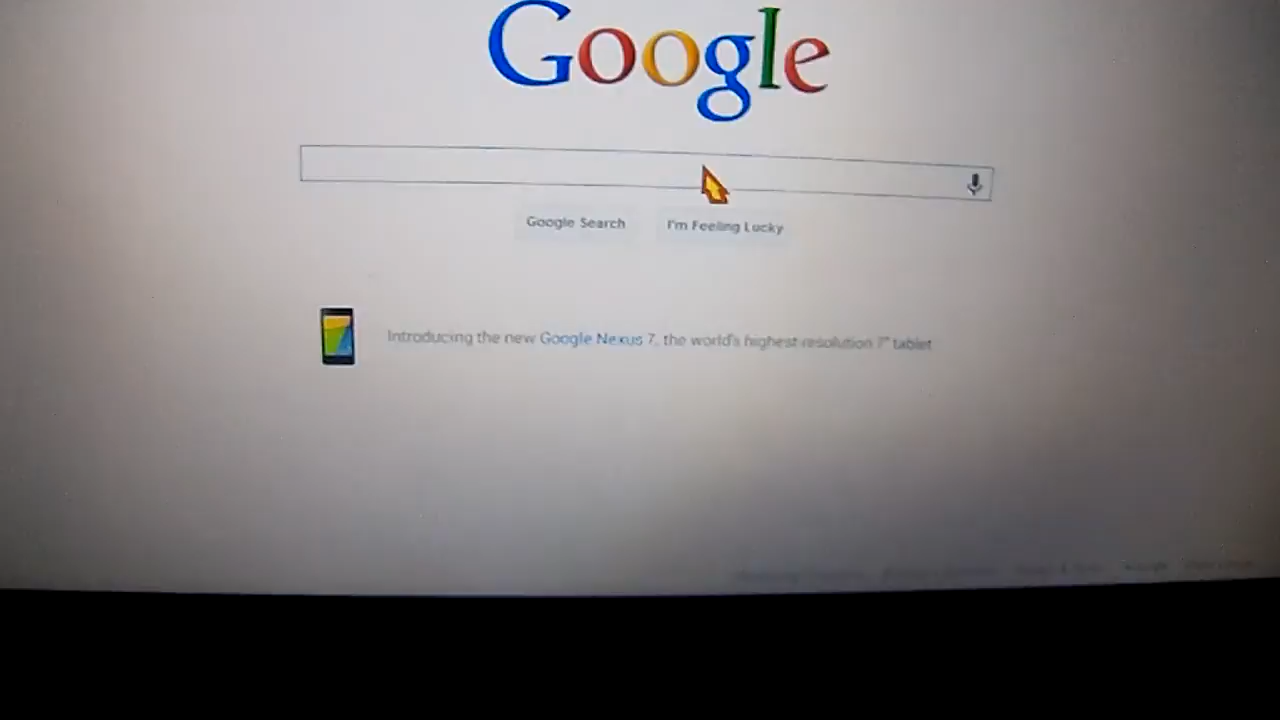 Google
Google Search
I'm Feeling Lucky
Introducing the new Google Nexus 7, the world's highest-resolution 7" tablet